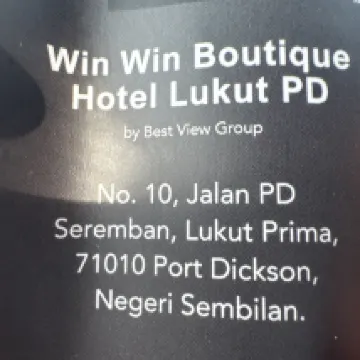 Win Win Boutique
Hotel Lukut PD
by Best View Group
No. 10, Jalan PD
Seremban, Lukut Prima,
71010 Port Dickson,
Negeri Sembilan.